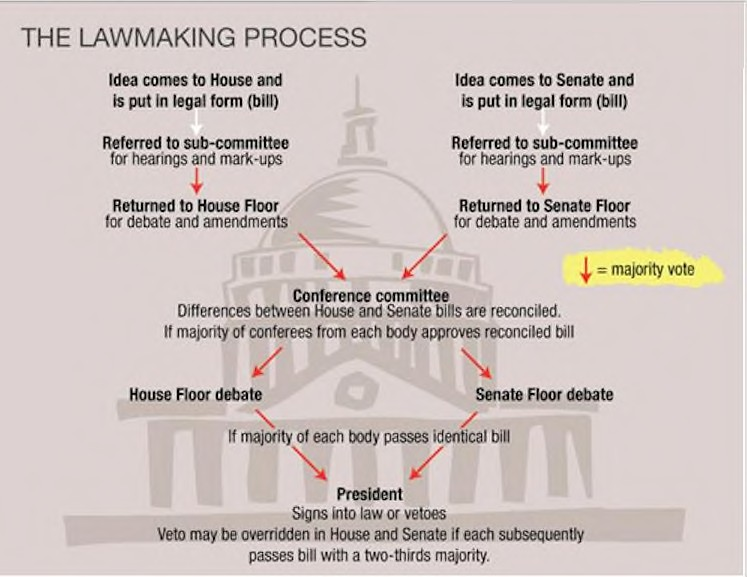 THE LAWMAKING PROCESS
Idea comes to House and
is put in legal form (bill)
Referred to sub-committee
for hearings and mark-ups
Returned to House Floor
for debate and amendments
Idea comes to Senate and
is put in legal form (bill)
Referred to sub-committee
for hearings and mark-ups
Returned to Senate Floor
for debate and amendments
= majority vote
Conference committee
Differences between House and Senate bills are reconciled.
If majority of conferees from each body approves reconciled bill
House Floor debate
Senate Floor debate
If majority of each body passes identical bill
President
Signs into law or vetoes
Veto may be overridden in House and Senate if each subsequently
passes bill with a two-thirds majority.